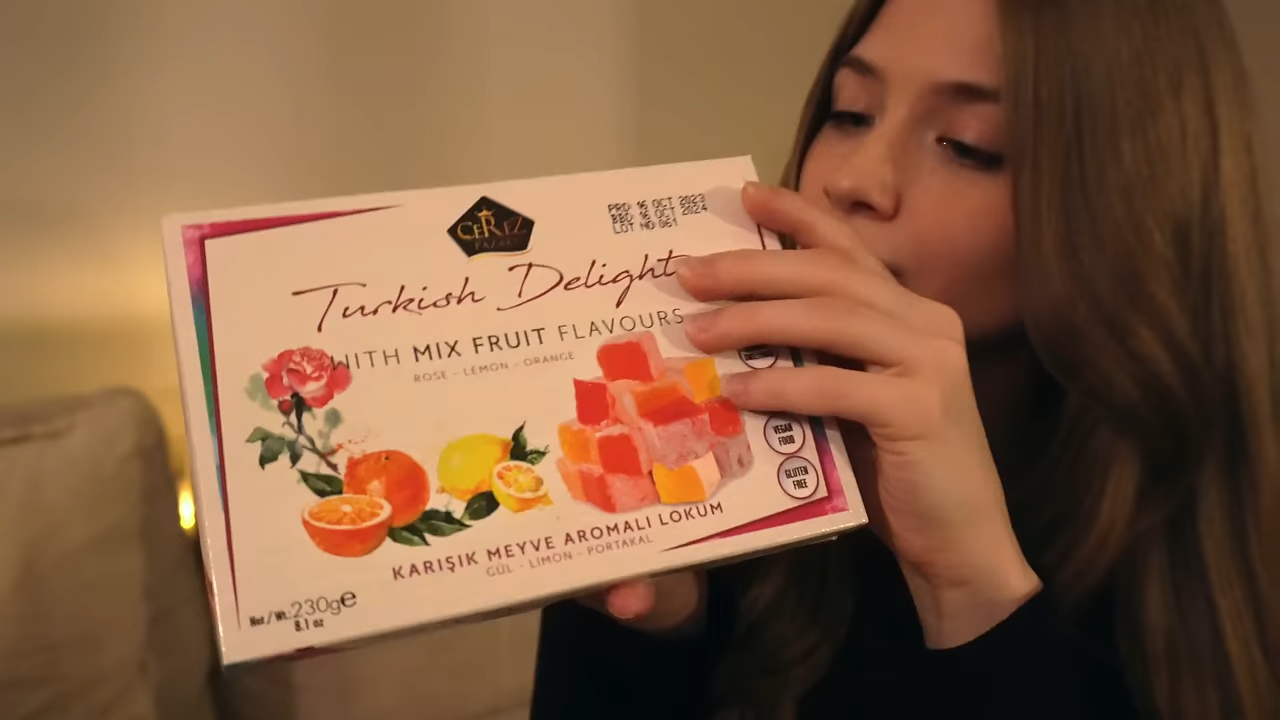 CEREZ
PAZARI
PRD 16 OCT 2023
BBD 16 OCT 2024
LOT NO 061
Turkish Delight
WITH MIX FRUIT FLAVOURS
ROSE - LEMON - ORANGE
VEGAN
FOOD
GLUTEN
FREE
KARIŞIK MEYVE AROMALI LOKUM
GÜL - LİMON - PORTAKAL
Net / Wt.: 230g e
8.1 oz